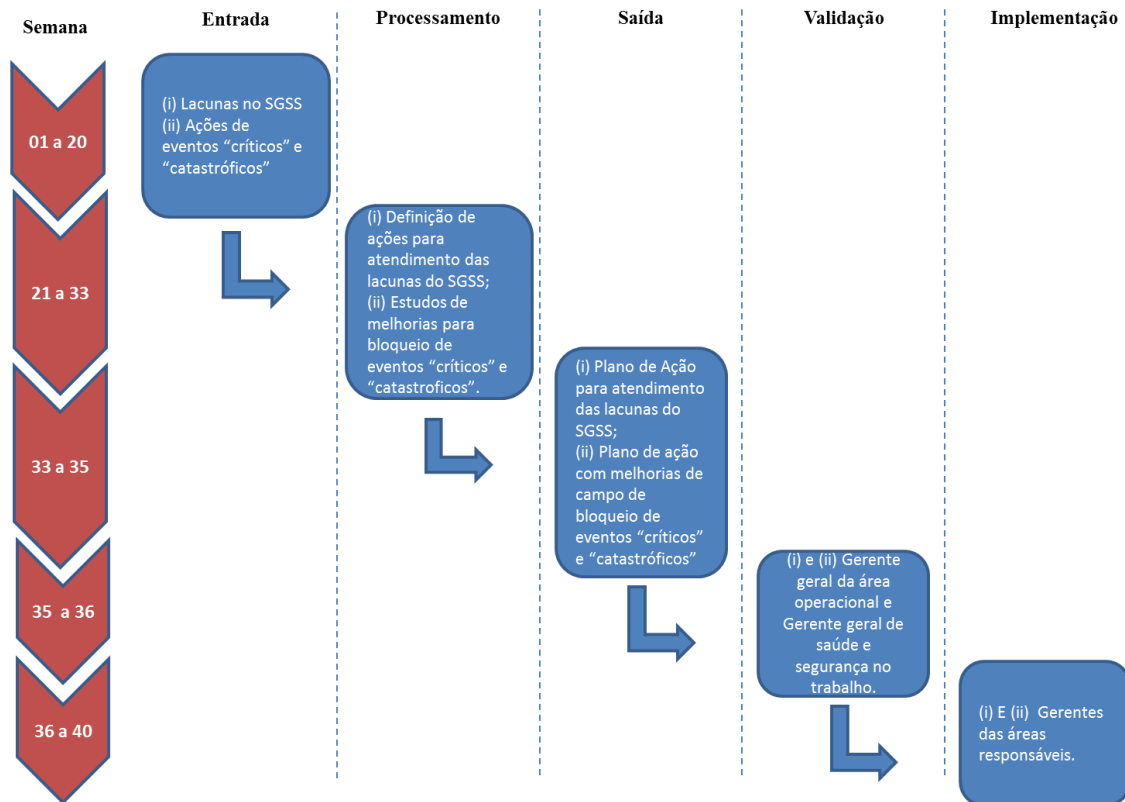 Semana
Entrada
Processamento
Saída
Validação
Implementação
01 a 20
(i) Lacunas no SGSS
(ii) Ações de
eventos “críticos” e
“catastróficos”
21 a 33
(i) Definição de
ações para
atendimento das
lacunas do SGSS;
(ii) Estudos de
melhorias para
bloqueio de
eventos “críticos” e
“catastroficos”.
33 a 35
(i) Plano de Ação
para atendimento
das lacunas do
SGSS;
(ii) Plano de ação
com melhorias de
campo de
bloqueio de
eventos “críticos”
e “catastróficos”
35 a 36
(i) e (ii) Gerente
geral da área
operacional e
Gerente geral de
saúde e
segurança no
trabalho.
36 a 40
(i) E (ii) Gerentes
das áreas
responsáveis.